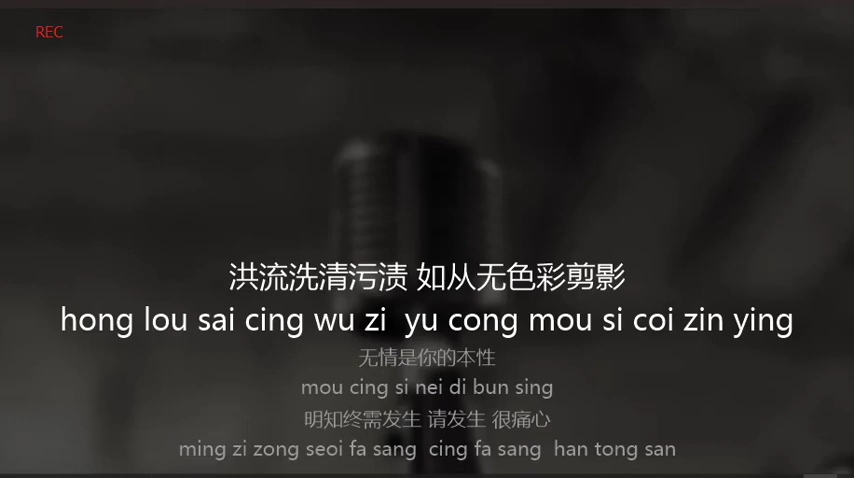 REC
洪流洗清污渍 如从无色彩剪影
hong lou sai cing wu zi  yu cong mou si coi zin ying
无情是你的本性
mou cing si nei di bun sing
明知终需发生 请发生 很痛心
ming zi zong seoi fa sang  cing fa sang  han tong san